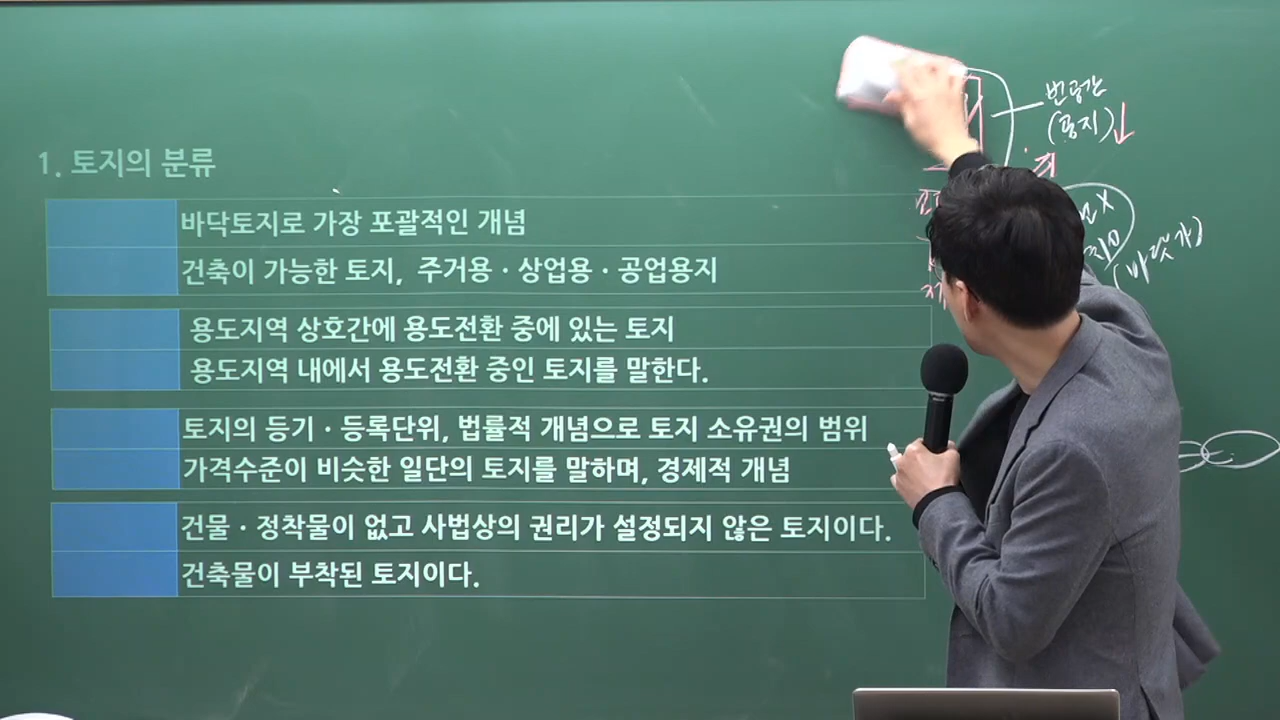 1. 토지의 분류
바닥토지로 가장 포괄적인 개념
건축이 가능한 토지, 주거용·상업용·공업용지
용도지역 상호간에 용도전환 중에 있는 토지
용도지역 내에서 용도전환 중인 토지를 말한다.
토지의 등기·등록단위, 법률적 개념으로 토지 소유권의 범위
가격수준이 비슷한 일단의 토지를 말하며, 경제적 개념
건물·정착물이 없고 사법상의 권리가 설정되지 않은 토지이다.
건축물이 부착된 토지이다.
(공지)↓
(바닷가)